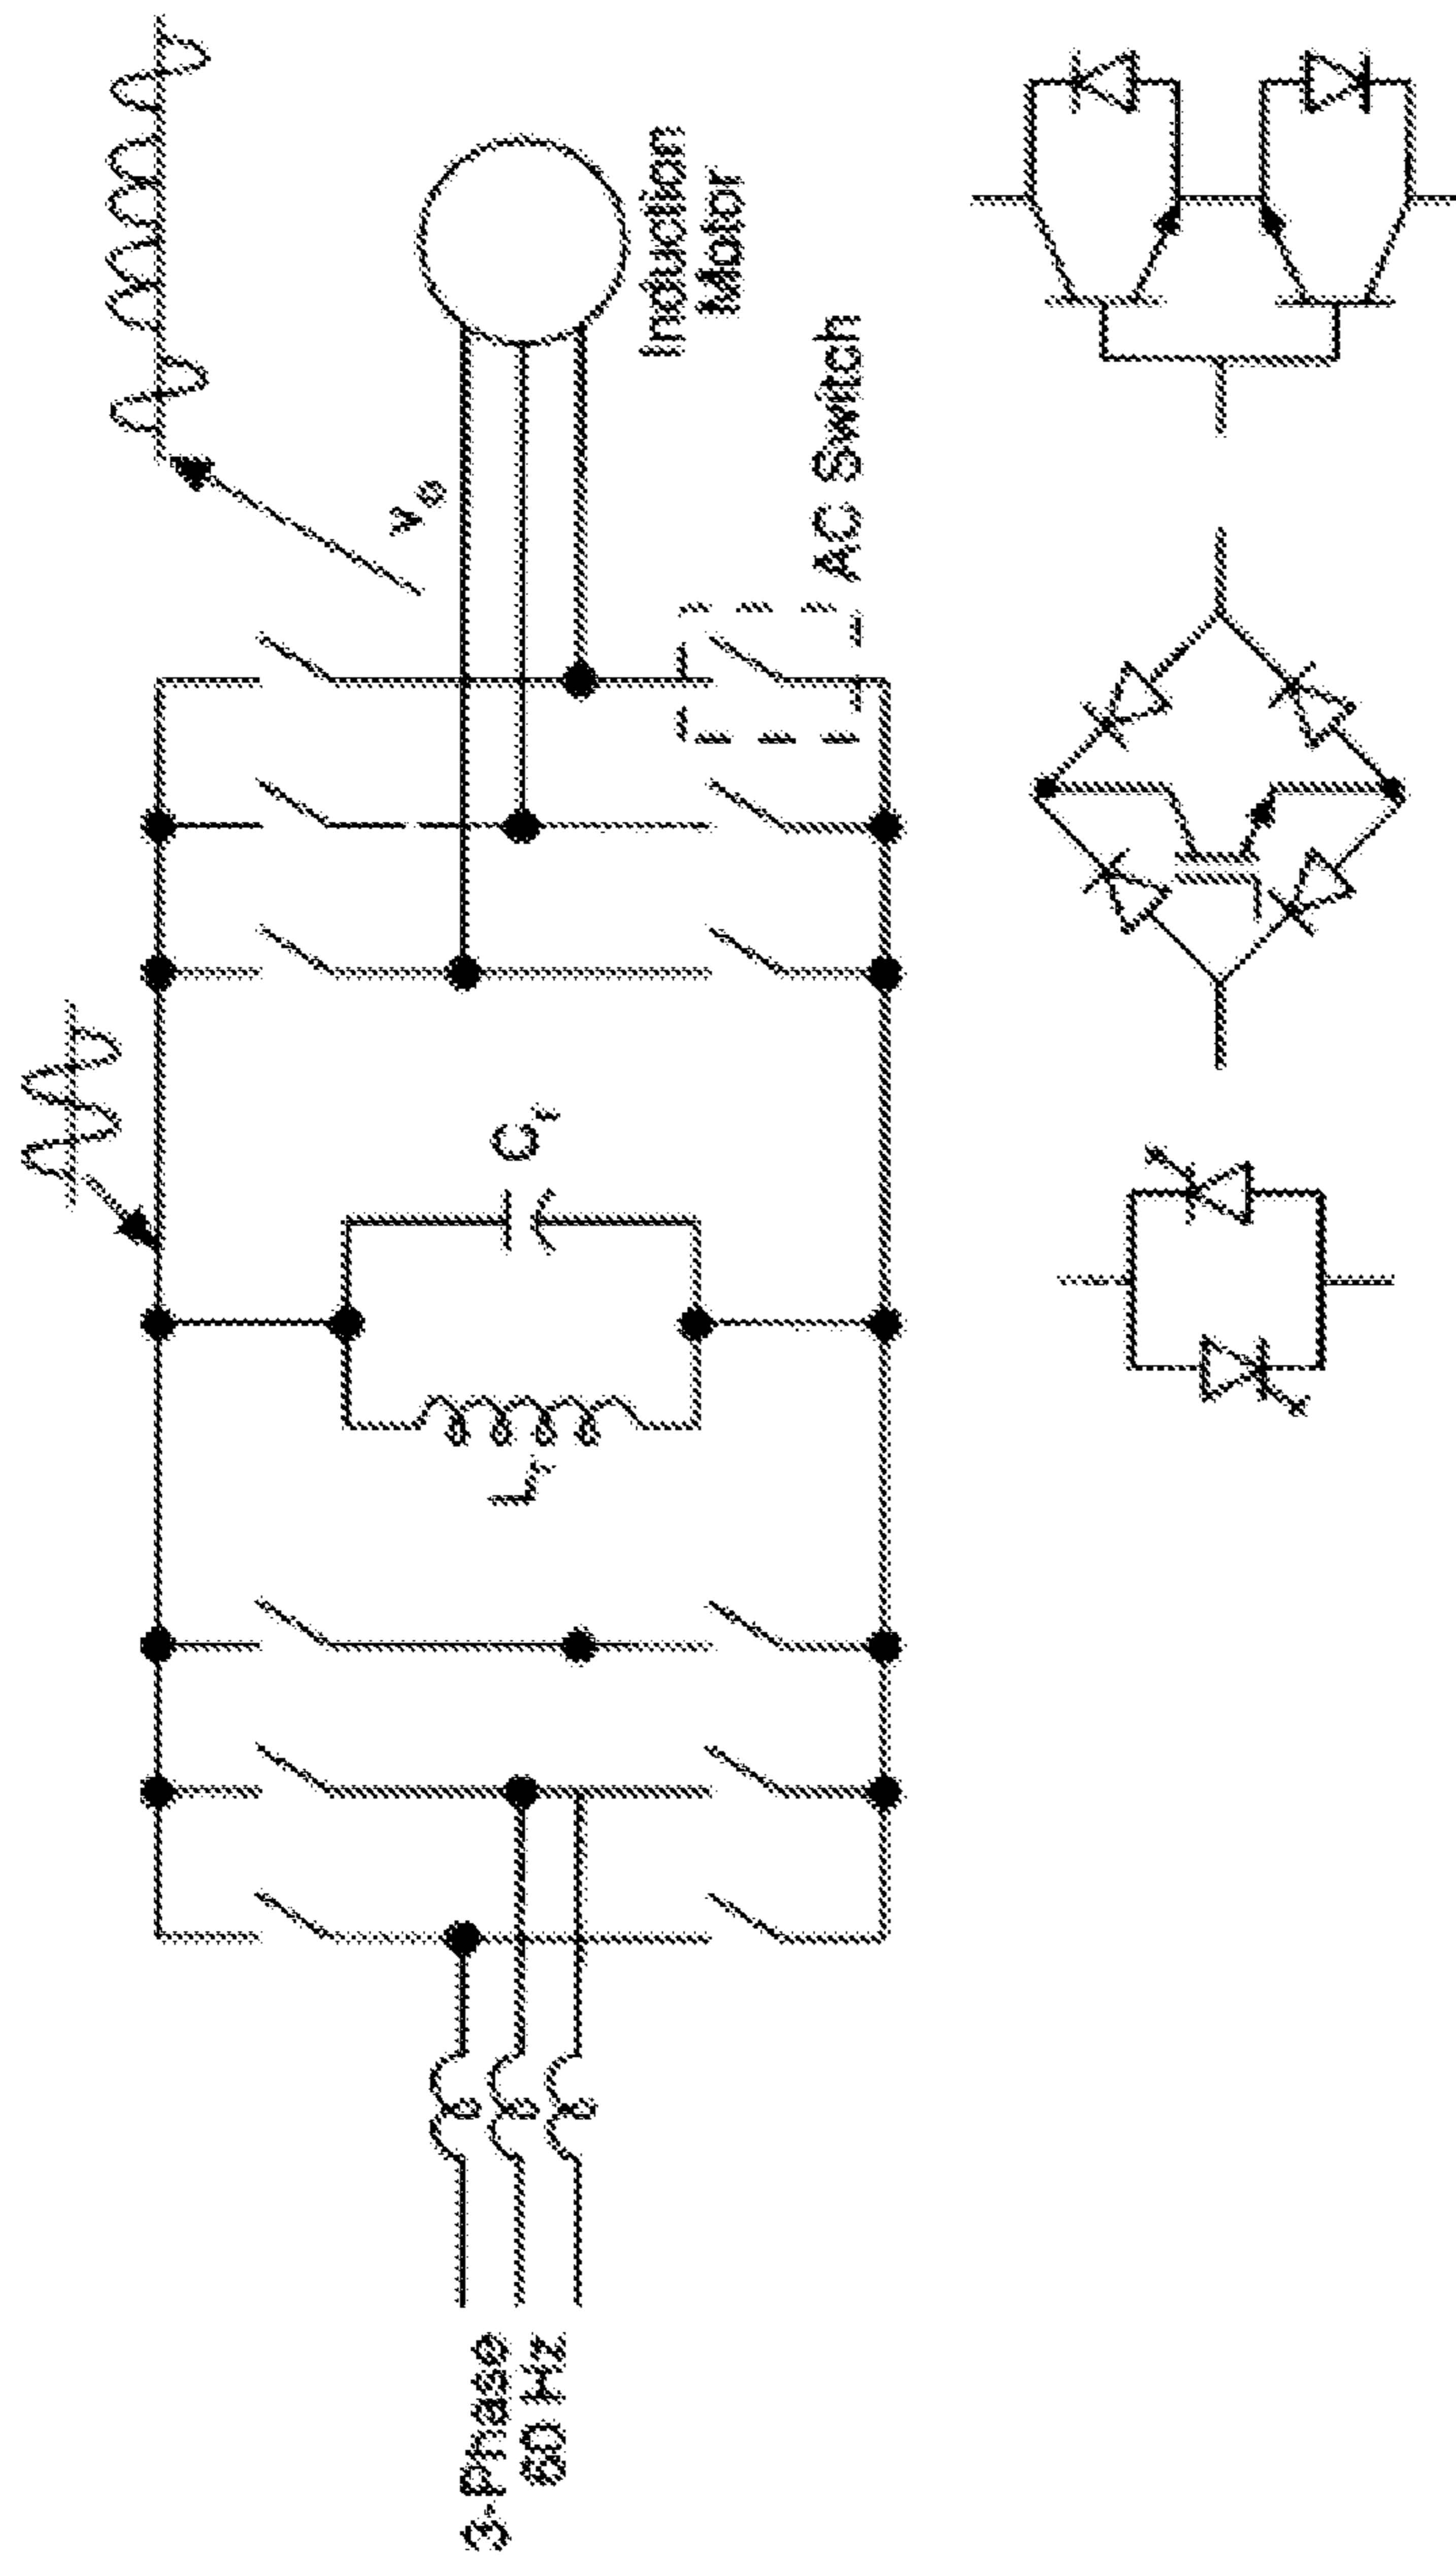 3-Phase
60 Hz
Lr
Cr
vo
Induction
Motor
AC Switch